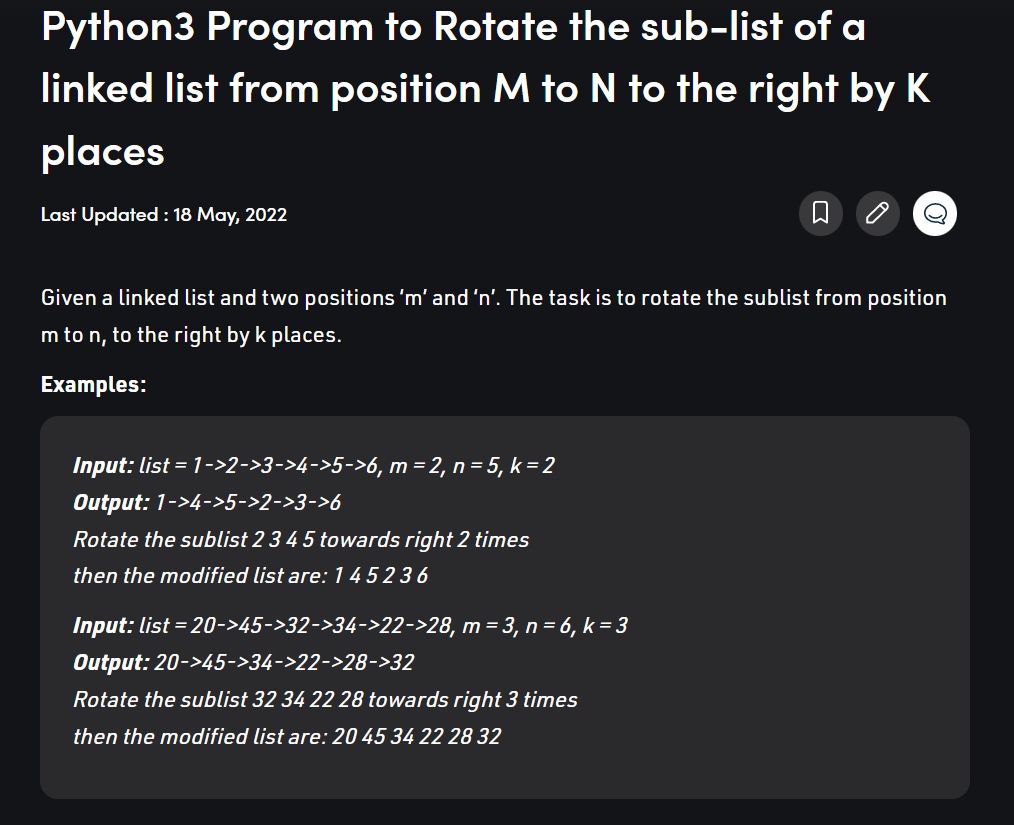 Python3 Program to Rotate the sub-list of a
linked list from position M to N to the right by K
places
Last Updated : 18 May, 2022
Given a linked list and two positions ‘m’ and ‘n’. The task is to rotate the sublist from position
m to n, to the right by k places.
Examples:
Input: list = 1->2->3->4->5->6, m = 2, n = 5, k = 2
Output: 1->4->5->2->3->6
Rotate the sublist 2 3 4 5 towards right 2 times
then the modified list are: 1 4 5 2 3 6
Input: list = 20->45->32->34->22->28, m = 3, n = 6, k = 3
Output: 20->45->34->22->28->32
Rotate the sublist 32 34 22 28 towards right 3 times
then the modified list are: 20 45 34 22 28 32